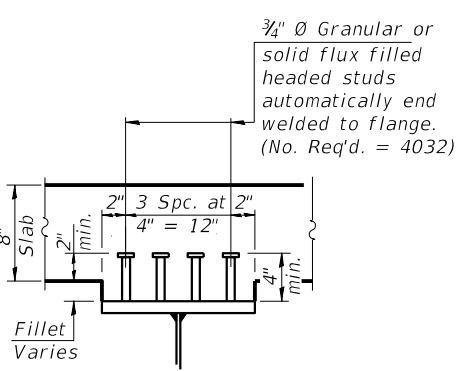 ¾" Ø Granular or
solid flux filled
headed studs
automatically end
welded to flange.
(No. Req'd. = 4032)
2" 3 Spc. at 2"
4" = 12"
8"
Slab
2"
min.
4"
min.
Fillet
Varies